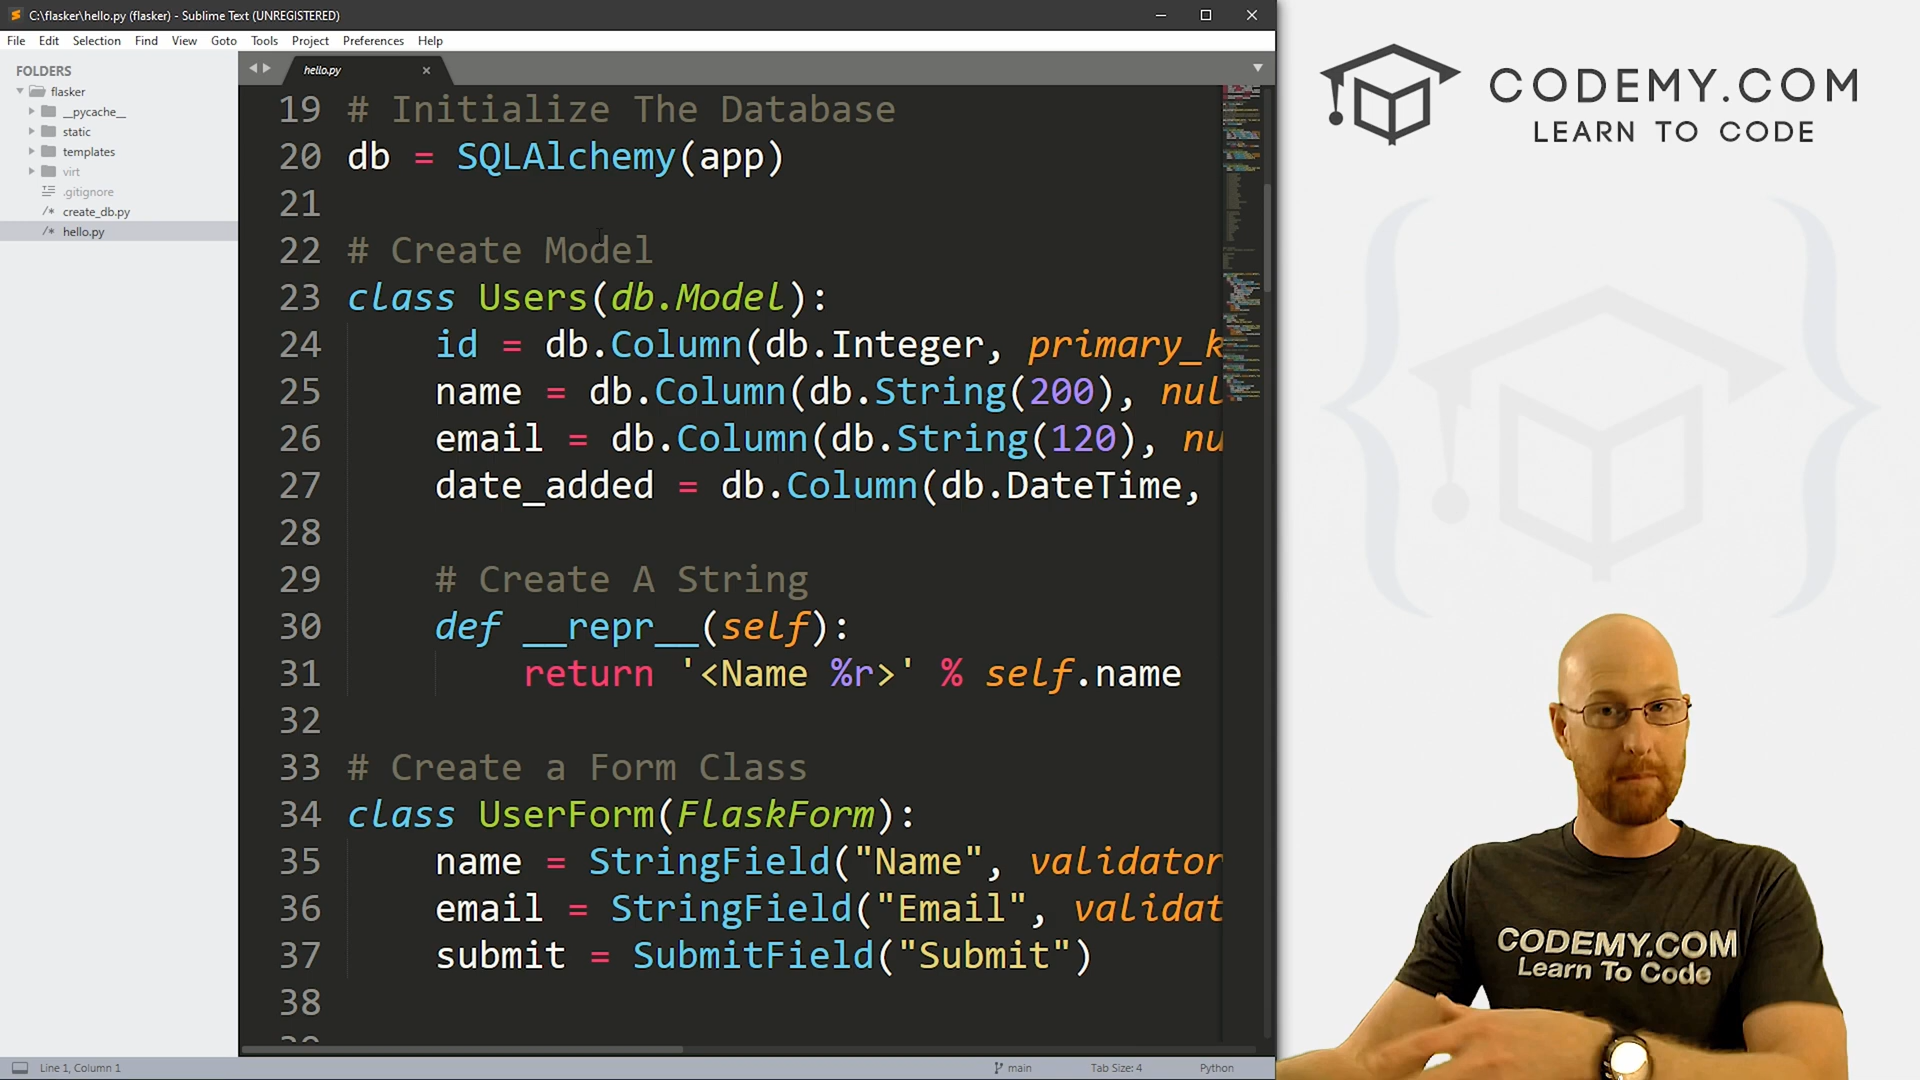 C:\flasker\hello.py (flasker) - Sublime Text (UNREGISTERED)
File Edit Selection Find View Goto Tools Project Preferences Help
FOLDERS
flasker
__pycache__
static
templates
virt
.gitignore
create_db.py
hello.py
hello.py
19 # Initialize The Database
20 db = SQLAlchemy(app)
21
22 # Create Model
23 class Users(db.Model):
24 id = db.Column(db.Integer, primary_k
25 name = db.Column(db.String(200), nul
26 email = db.Column(db.String(120), nu
27 date_added = db.Column(db.DateTime,
28
29 # Create A String
30 def __repr__(self):
31 return '<Name %r>' % self.name
32
33 # Create a Form Class
34 class UserForm(FlaskForm):
35 name = StringField("Name", validator
36 email = StringField("Email", validat
37 submit = SubmitField("Submit")
38
Line 1, Column 1
main
Tab Size: 4
Python
CODEMY.COM
LEARN TO CODE
CODEMY.COM
Learn To Code